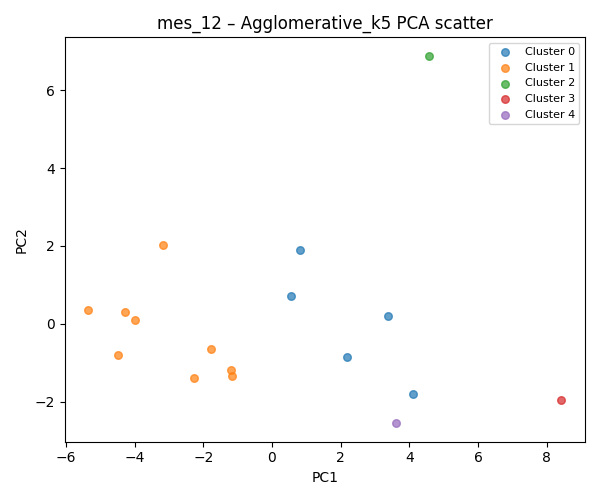 mes_12 – Agglomerative_k5 PCA scatter
Cluster 0
Cluster 1
Cluster 2
Cluster 3
Cluster 4
PC2
6
4
2
0
−2
−6
−4
−2
0
2
4
6
8
PC1